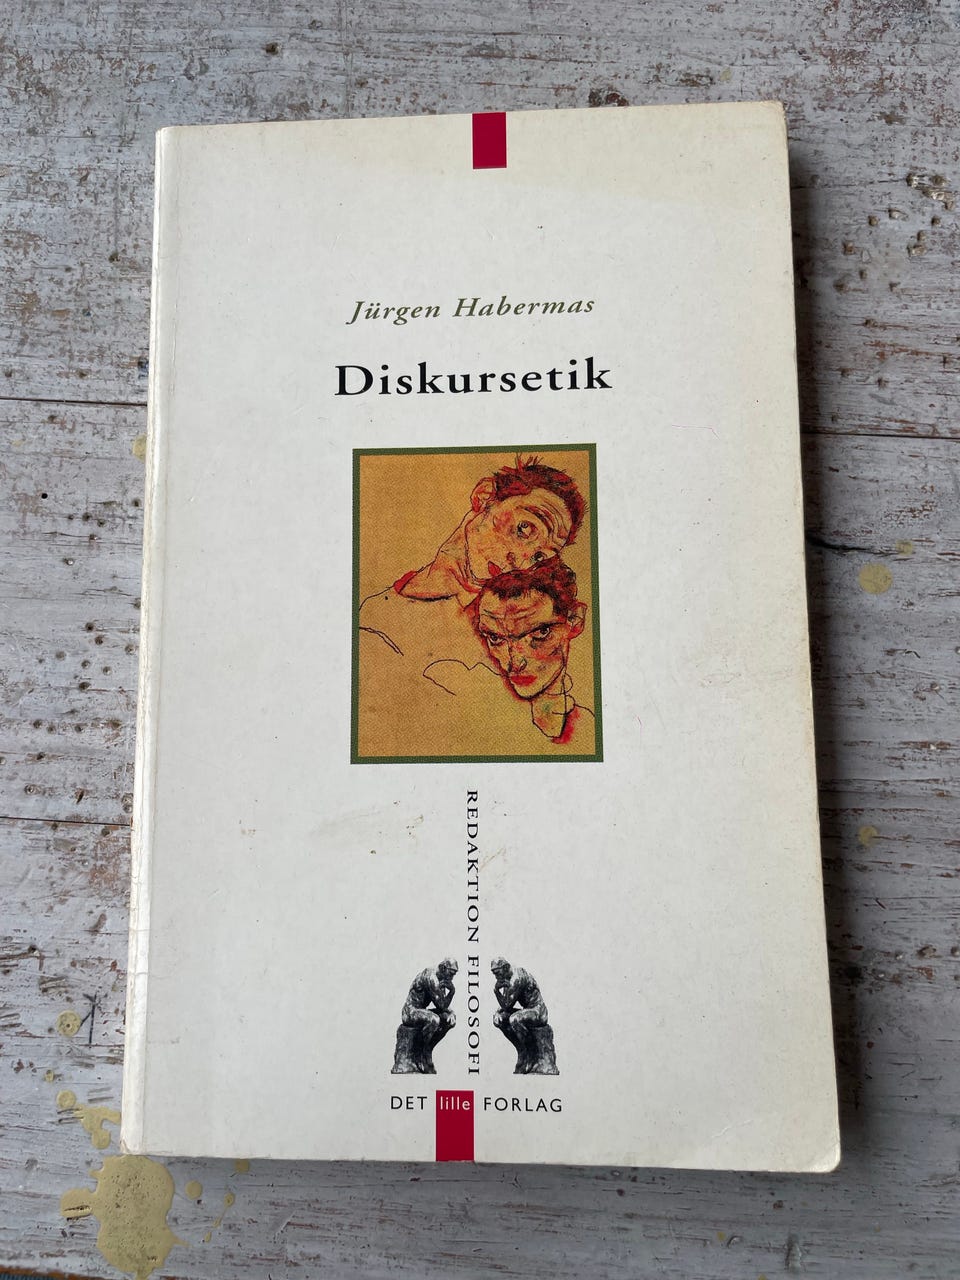 Jürgen Habermas
Diskursetik
REDAKTION FILOSOFI
DET lille FORLAG